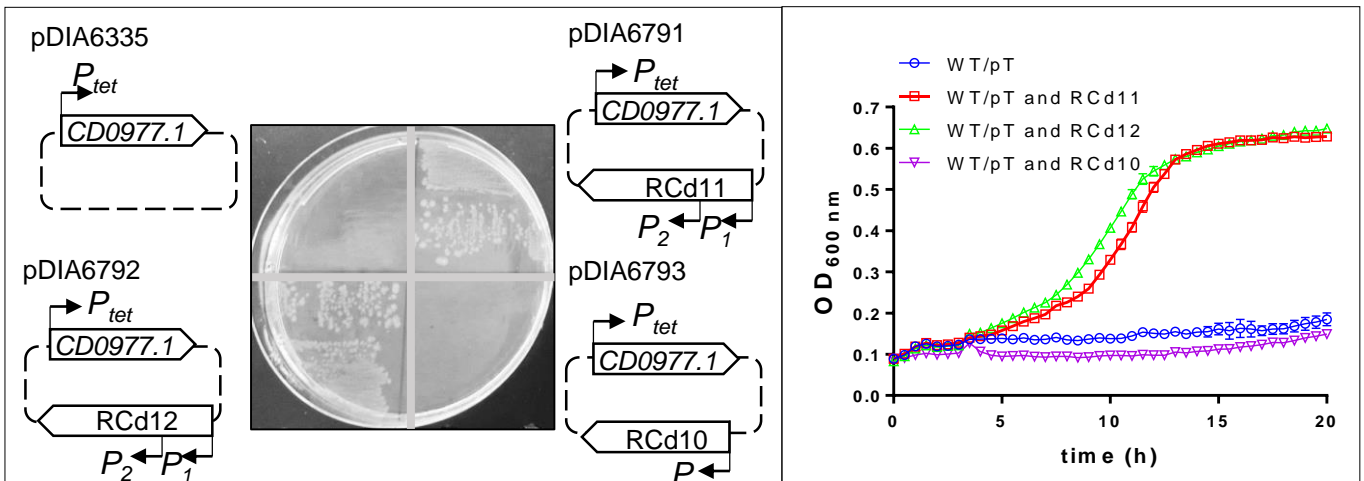 pDIA6335
Ptet
CD0977.1
pDIA6791
Ptet
CD0977.1
RCd11
P2 P1
pDIA6792
Ptet
CD0977.1
RCd12
P2 P1
pDIA6793
Ptet
CD0977.1
RCd10
P
WT/pT
WT/pT and RCd11
WT/pT and RCd12
WT/pT and RCd10
OD600 nm
0.7
0.6
0.5
0.4
0.3
0.2
0.1
0.0
0 5 10 15 20
time (h)